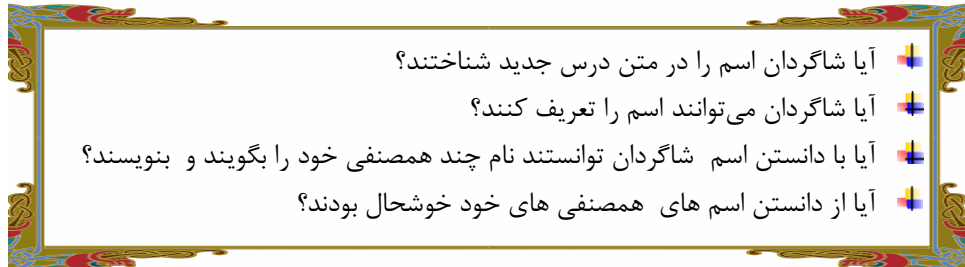 آیا شاگردان اسم را در متن درس جدید شناختند؟
آیا شاگردان می‌توانند اسم را تعریف کنند؟
آیا با دانستن اسم شاگردان توانستند نام چند همصنفی خود را بگویند و بنویسند؟
آیا از دانستن اسم های همصنفی های خود خوشحال بودند؟